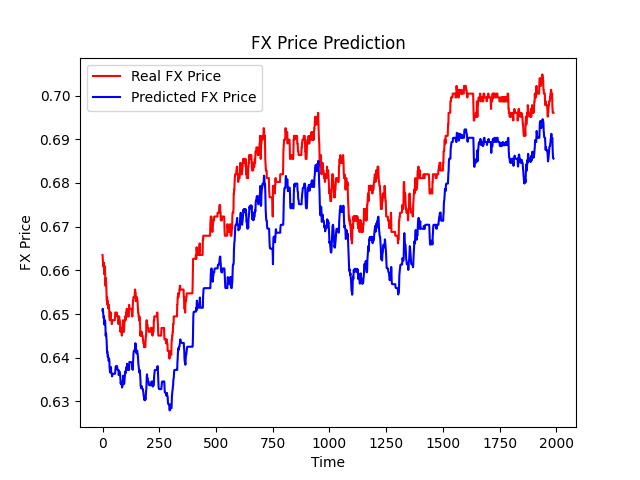 FX Price Prediction
Real FX Price
Predicted FX Price
FX Price
0.70
0.69
0.68
0.67
0.66
0.65
0.64
0.63
0 250 500 750 1000 1250 1500 1750 2000
Time